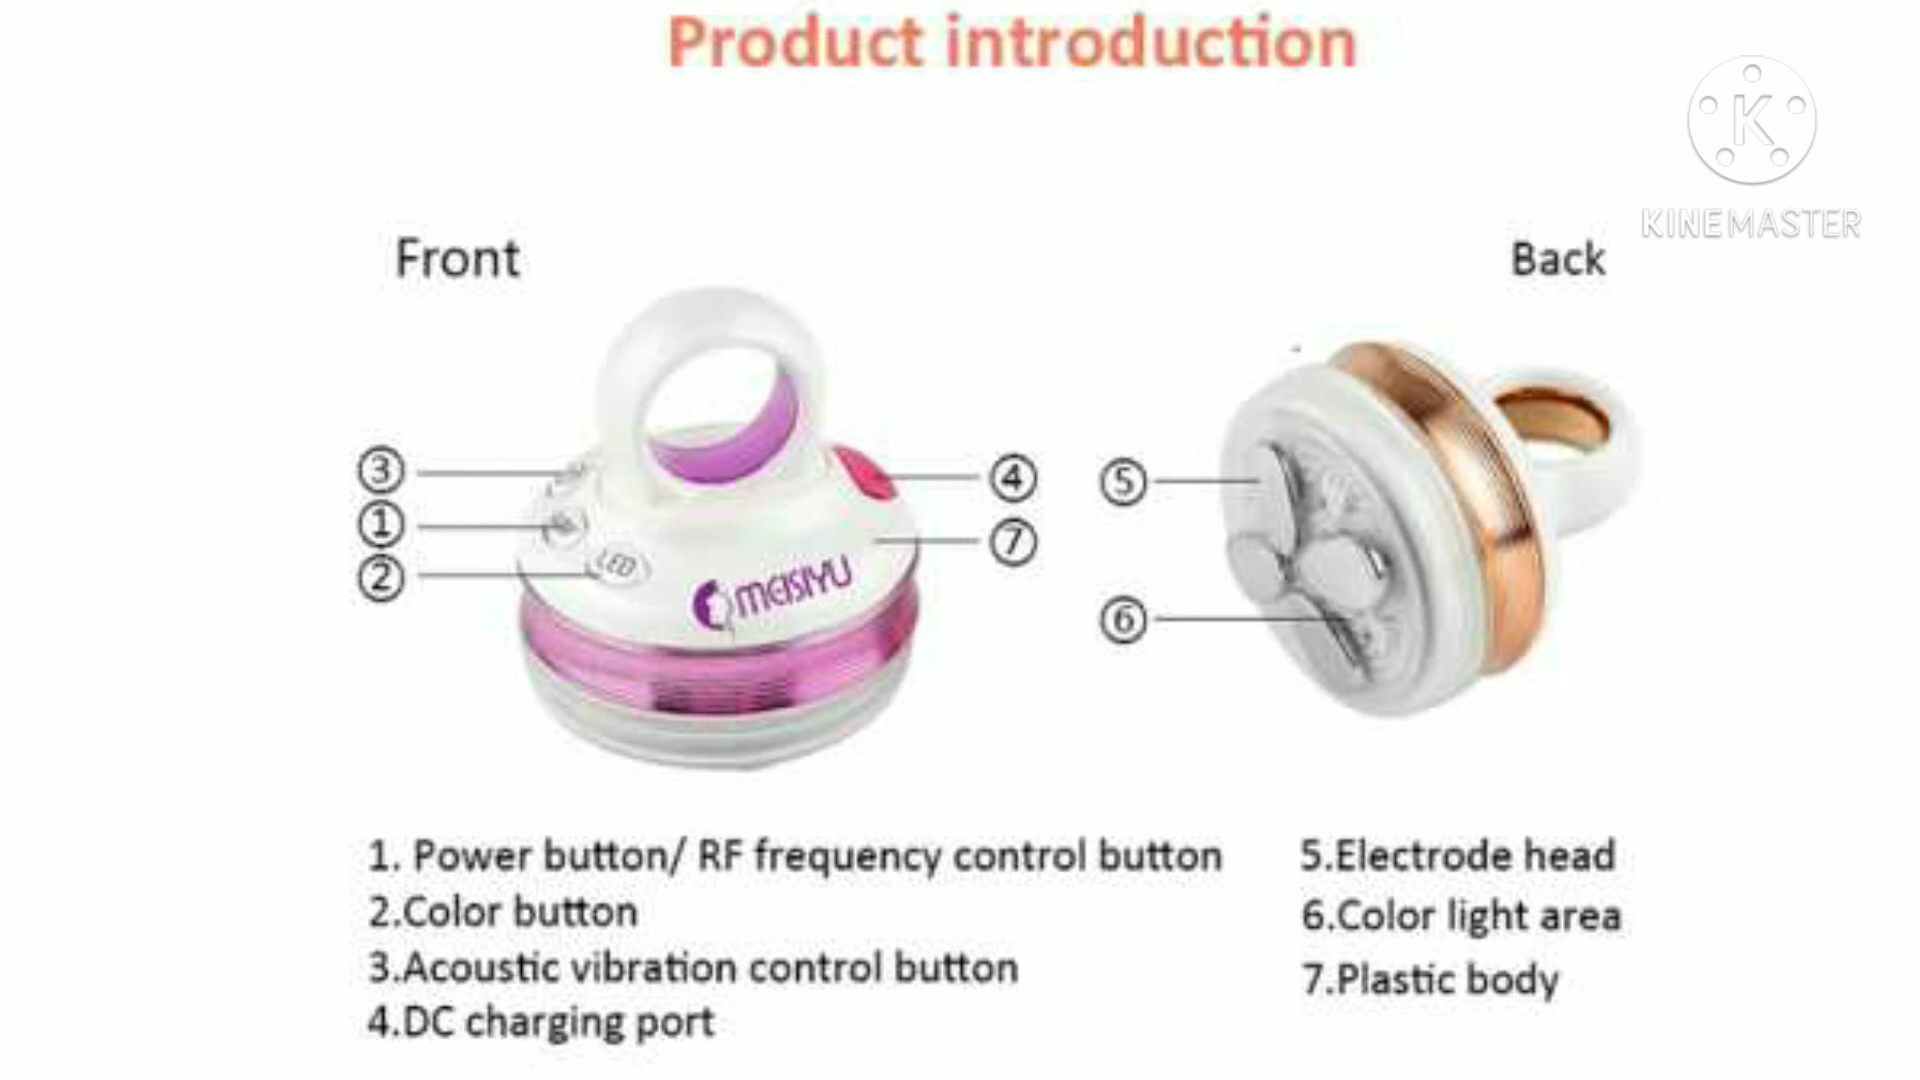 Product introduction
K
KINEMASTER
Front
Back
③
①
②
LED
④
⑦
MEISIYU
⑤
⑥
1. Power button/ RF frequency control button
2.Color button
3.Acoustic vibration control button
4.DC charging port
5.Electrode head
6.Color light area
7.Plastic body